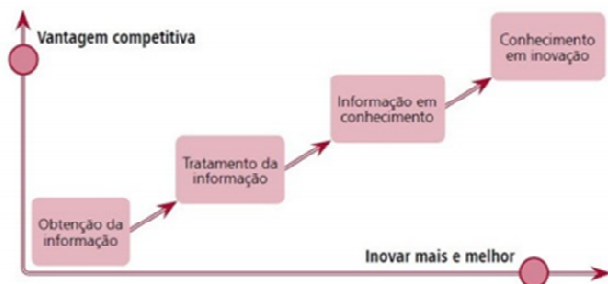 Vantagem competitiva
Conhecimento
em inovação
Informação em
conhecimento
Tratamento da
informação
Obtenção da
informação
Inovar mais e melhor